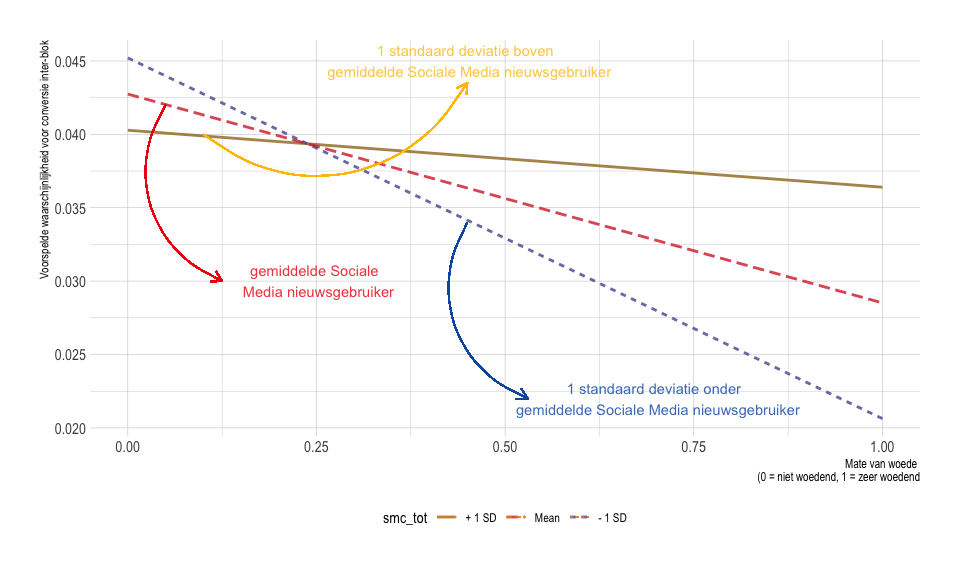 1 standaard deviatie boven
gemiddelde Sociale Media nieuwsgebruiker
Voorspelde waarschijnlijkheid voor conversie inter-blok
0.045
0.040
0.035
0.030
0.025
0.020
gemiddelde Sociale
Media nieuwsgebruiker
1 standaard deviatie onder
gemiddelde Sociale Media nieuwsgebruiker
0.00 0.25 0.50 0.75 1.00
Mate van woede
(0 = niet woedend, 1 = zeer woedend
smc_tot + 1 SD Mean - 1 SD